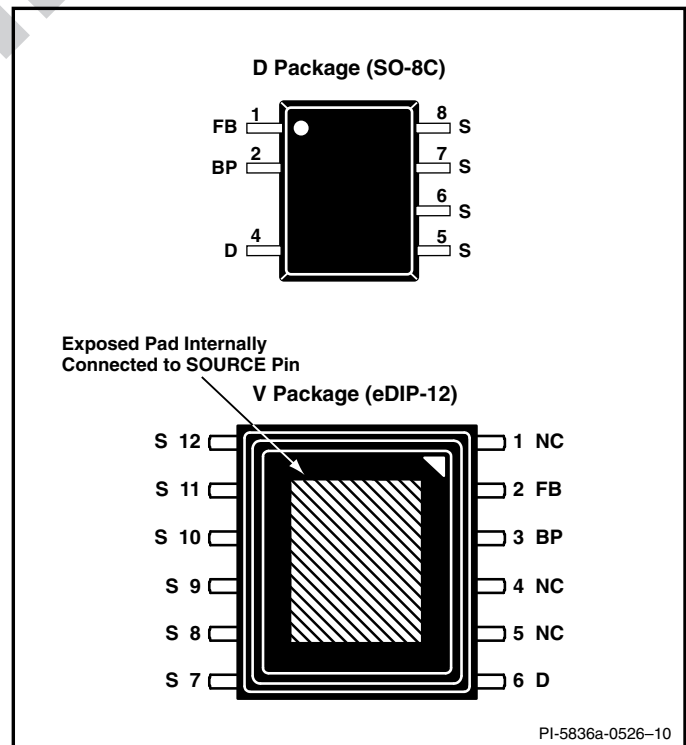 D Package (SO-8C)
FB 1 8 S
BP 2 7 S
6 S
D 4 5 S
Exposed Pad Internally
Connected to SOURCE Pin
V Package (eDIP-12)
S 12 1 NC
S 11 2 FB
S 10 3 BP
S 9 4 NC
S 8 5 NC
S 7 6 D
PI-5836a-0526–10